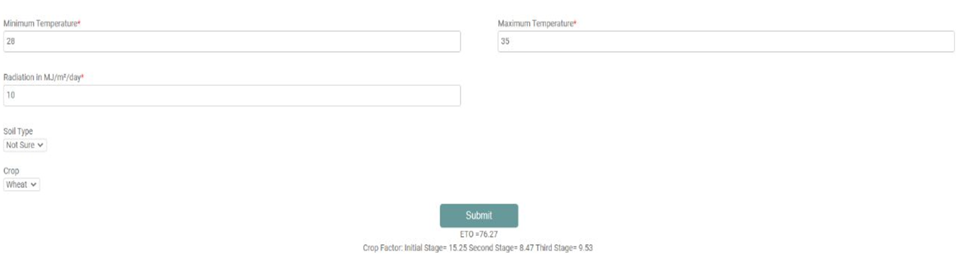 Minimum Temperature*
Maximum Temperature*
28
35
Radiation in MJ/m²/day*
10
Soil Type
Not Sure
Crop
Wheat
Submit
ETO =76.27
Crop Factor: Initial Stage= 15.25 Second Stage= 8.47 Third Stage= 9.53